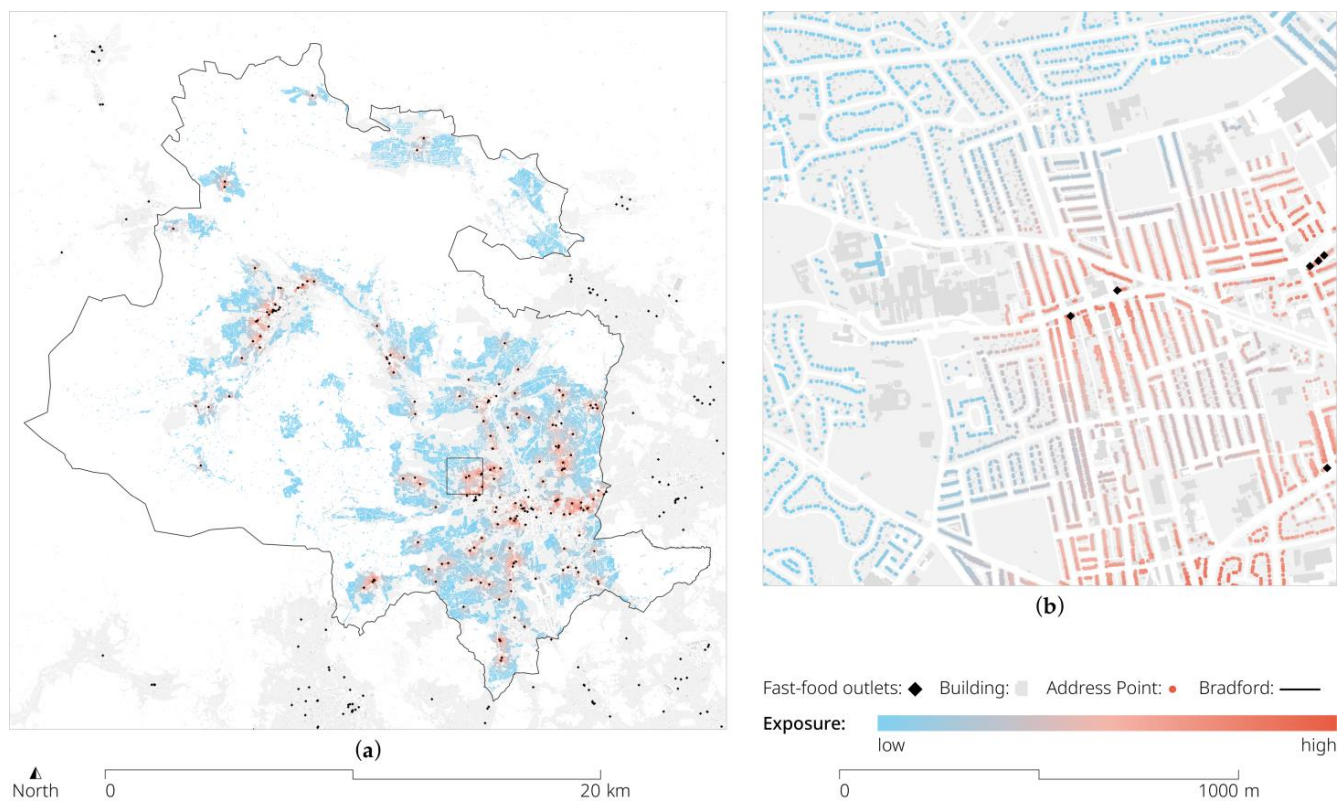 (a)
North
0
20 km
(b)
Fast-food outlets: Building: Address Point: Bradford:
Exposure:
low
high
0
1000 m